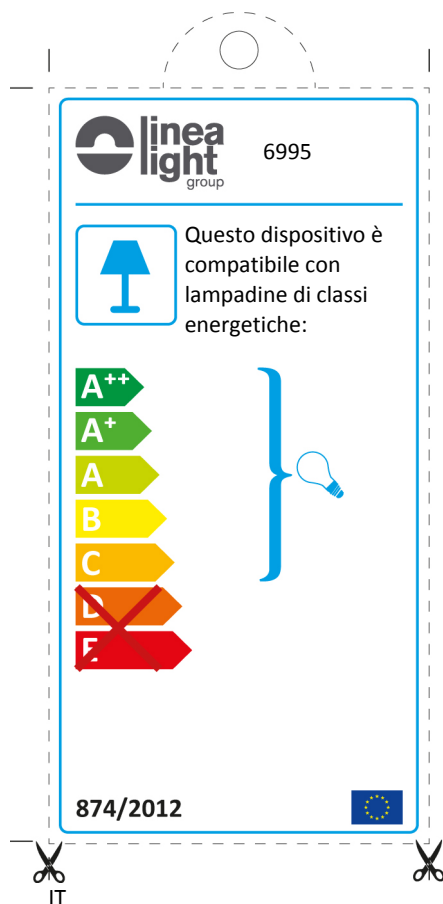 linea
light
group
6995
Questo dispositivo è
compatibile con
lampadine di classi
energetiche:
A++
A+
A
B
C
D
E
874/2012
IT